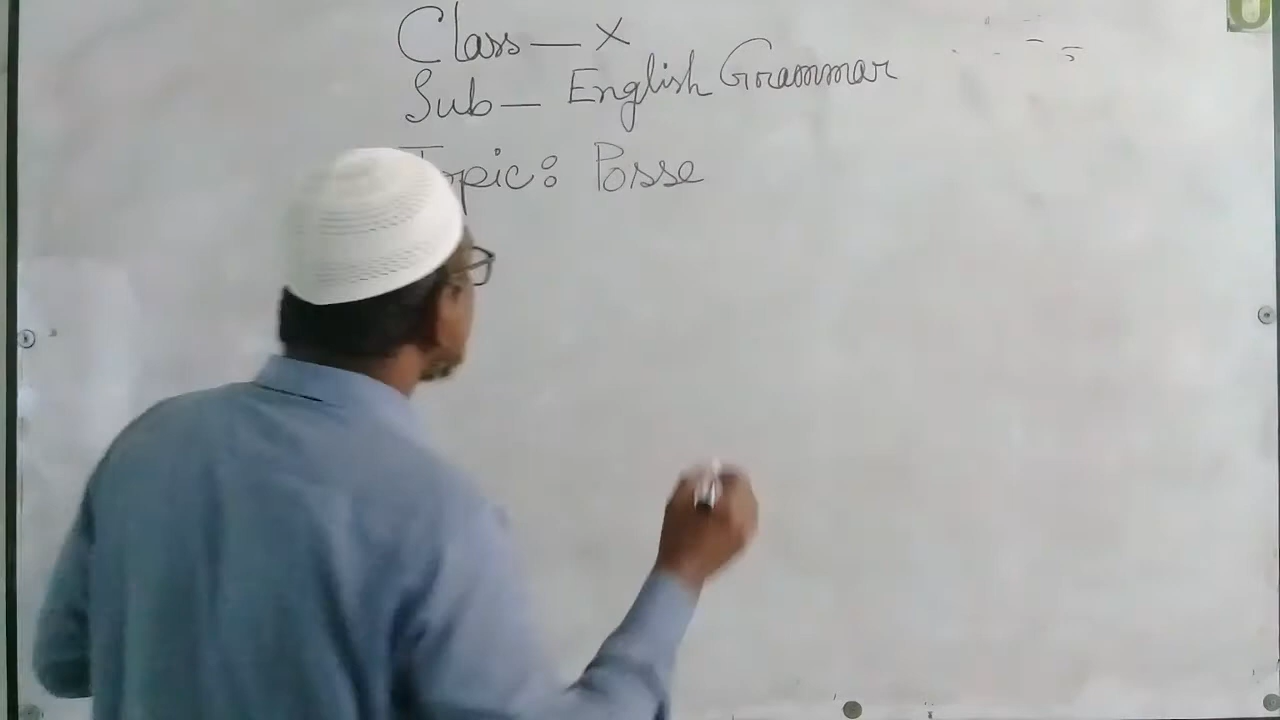 Class — X
Sub — English Grammar
Topic: Posse